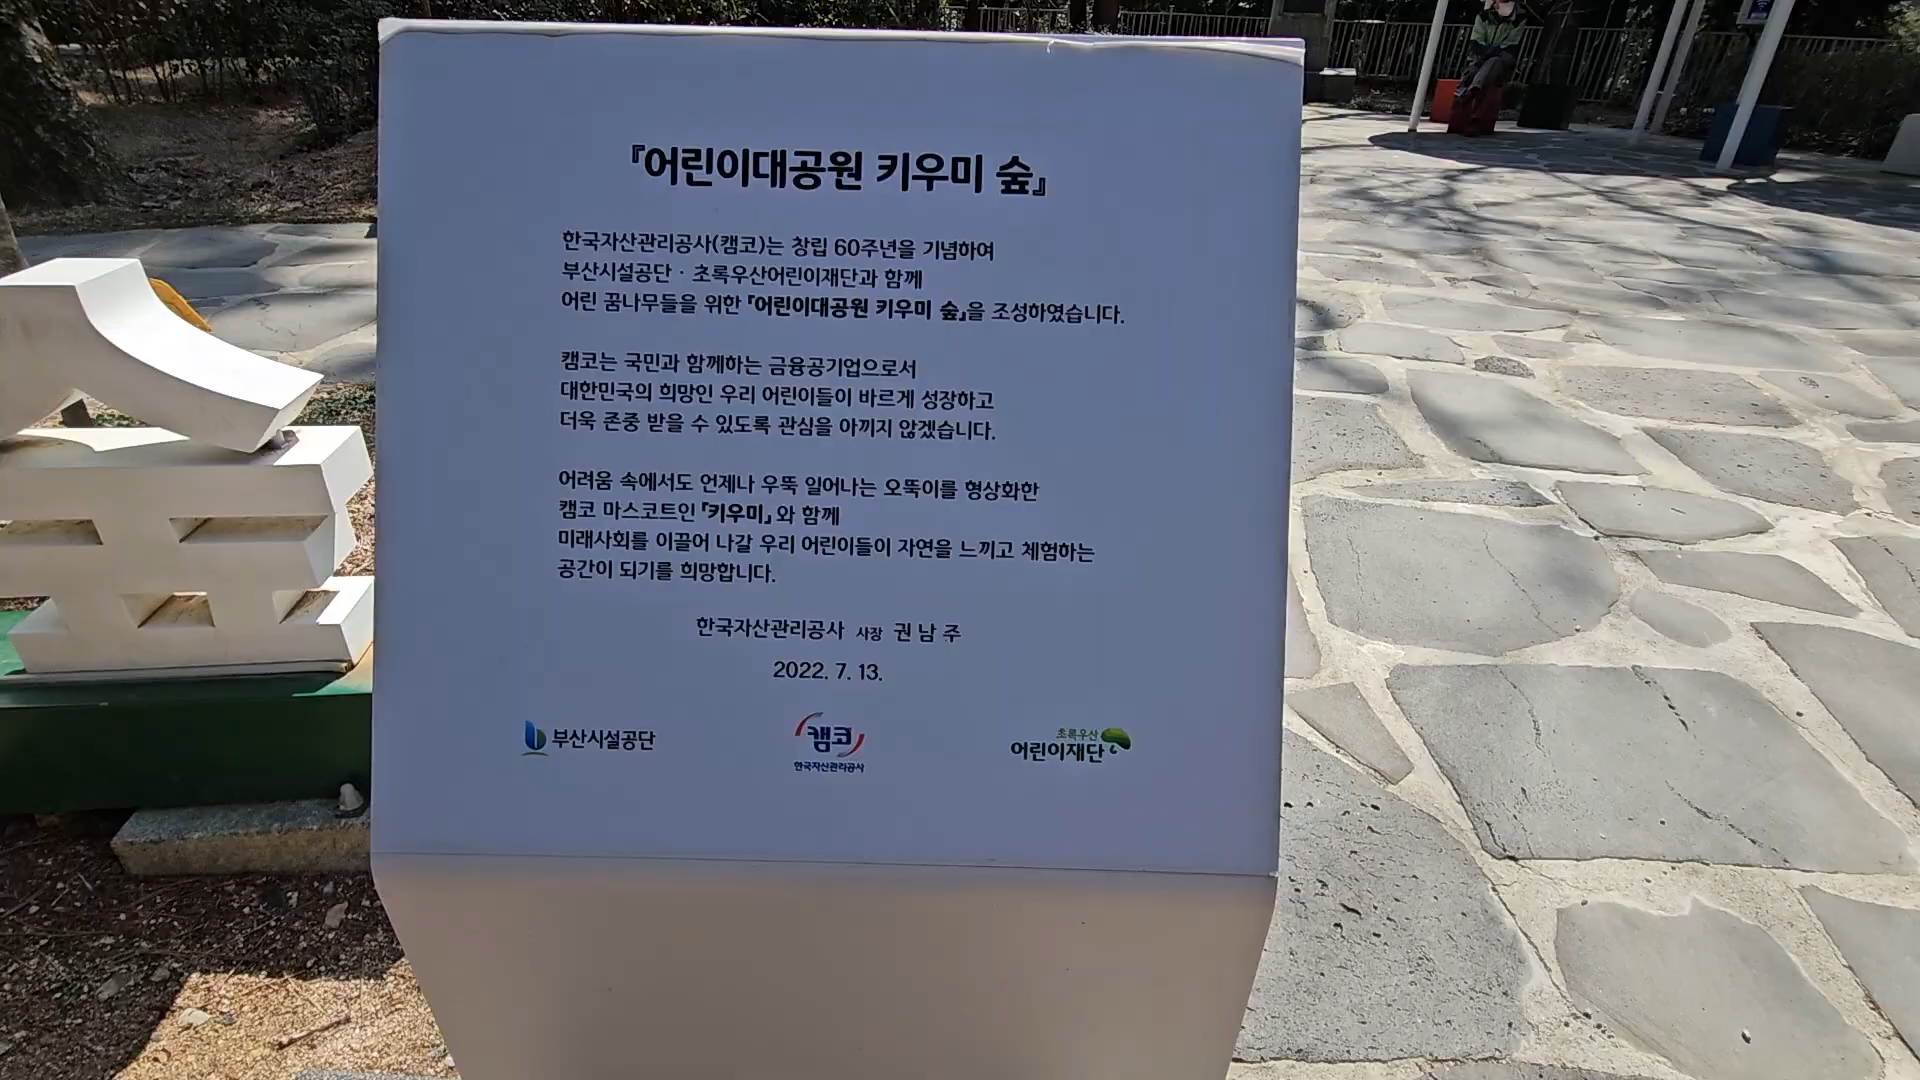 『어린이대공원 키우미 숲』
한국자산관리공사(캠코)는 창립 60주년을 기념하여
부산시설공단 · 초록우산어린이재단과 함께
어린 꿈나무들을 위한 『어린이대공원 키우미 숲』을 조성하였습니다.
캠코는 국민과 함께하는 금융공기업으로서
대한민국의 희망인 우리 어린이들이 바르게 성장하고
더욱 존중 받을 수 있도록 관심을 아끼지 않겠습니다.
어려움 속에서도 언제나 우뚝 일어나는 오뚝이를 형상화한
캠코 마스코트인 『키우미』 와 함께
미래사회를 이끌어 나갈 우리 어린이들이 자연을 느끼고 체험하는
공간이 되기를 희망합니다.
한국자산관리공사 사장 권 남 주
2022. 7. 13.
부산시설공단
캠코
한국자산관리공사
초록우산
어린이재단